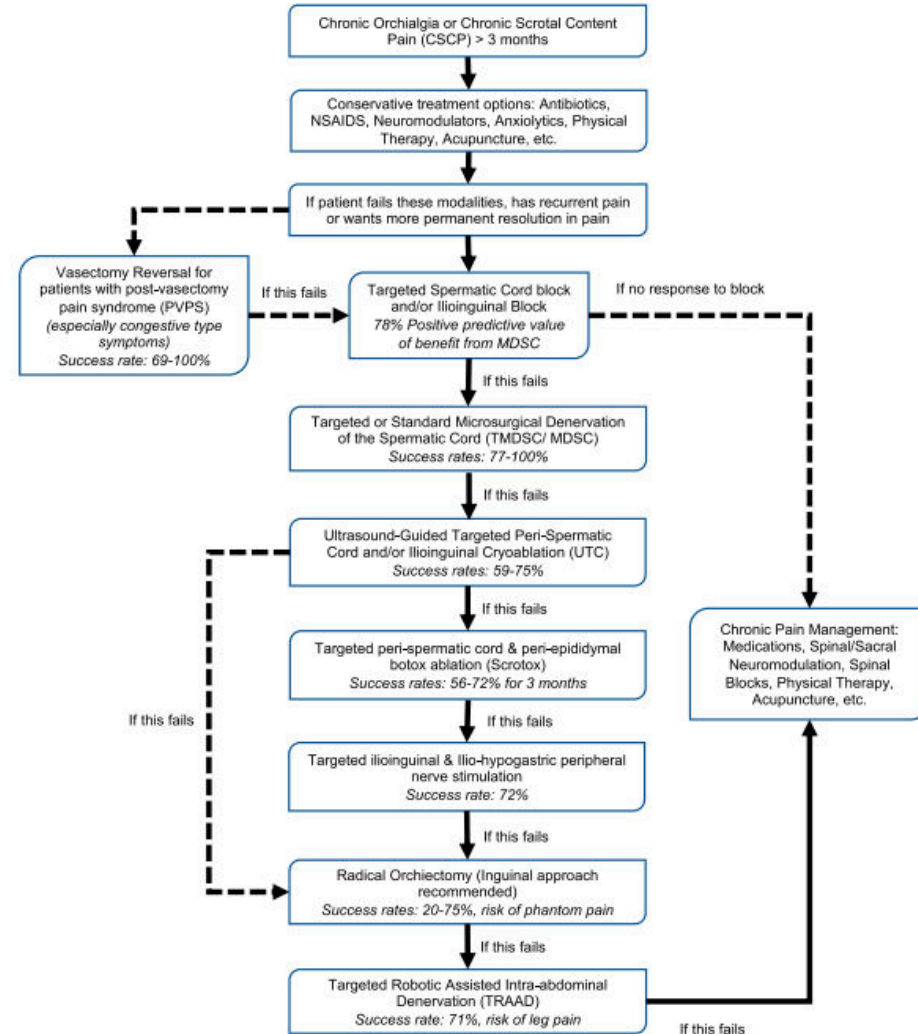 Chronic Orchialgia or Chronic Scrotal Content
Pain (CSCP) > 3 months
Conservative treatment options: Antibiotics,
NSAIDS, Neuromodulators, Anxiolytics, Physical
Therapy, Acupuncture, etc.
If patient fails these modalities, has recurrent pain
or wants more permanent resolution in pain
Vasectomy Reversal for
patients with post-vasectomy
pain syndrome (PVPS)
(especially congestive type
symptoms)
Success rate: 69-100%
If this fails
Targeted Spermatic Cord block
and/or Ilioinguinal Block
78% Positive predictive value
of benefit from MDSC
If no response to block
If this fails
Targeted or Standard Microsurgical Denervation
of the Spermatic Cord (TMDSC/ MDSC)
Success rates: 77-100%
If this fails
Ultrasound-Guided Targeted Peri-Spermatic
Cord and/or Ilioinguinal Cryoablation (UTC)
Success rates: 59-75%
If this fails
Targeted peri-spermatic cord & peri-epididymal
botox ablation (Scrotox)
Success rates: 56-72% for 3 months
If this fails
If this fails
Targeted ilioinguinal & Ilio-hypogastric peripheral
nerve stimulation
Success rate: 72%
If this fails
Radical Orchiectomy (Inguinal approach
recommended)
Success rates: 20-75%, risk of phantom pain
If this fails
Targeted Robotic Assisted Intra-abdominal
Denervation (TRAAD)
Success rate: 71%, risk of leg pain
If this fails
Chronic Pain Management:
Medications, Spinal/Sacral
Neuromodulation, Spinal
Blocks, Physical Therapy,
Acupuncture, etc.